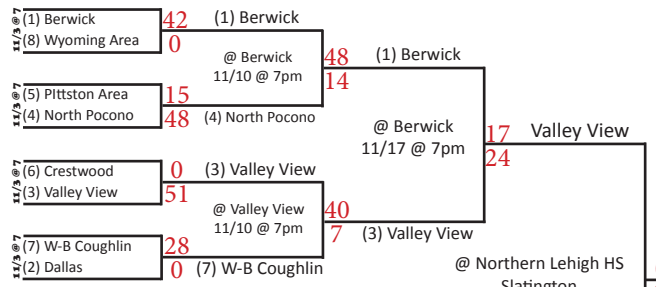 11/3 @ 7
(1) Berwick
42
(8) Wyoming Area
0
(1) Berwick
@ Berwick
11/10 @ 7pm
48
14
(1) Berwick
11/3 @ 7
(5) PIttston Area
15
(4) North Pocono
48
(4) North Pocono
@ Berwick
11/17 @ 7pm
17
24
Valley View
11/3 @ 7
(6) Crestwood
0
(3) Valley View
51
(3) Valley View
@ Valley View
11/10 @ 7pm
40
7
(3) Valley View
11/3 @ 7
(7) W-B Coughlin
28
(2) Dallas
0
(7) W-B Coughlin
@ Northern Lehigh HS
Slatington